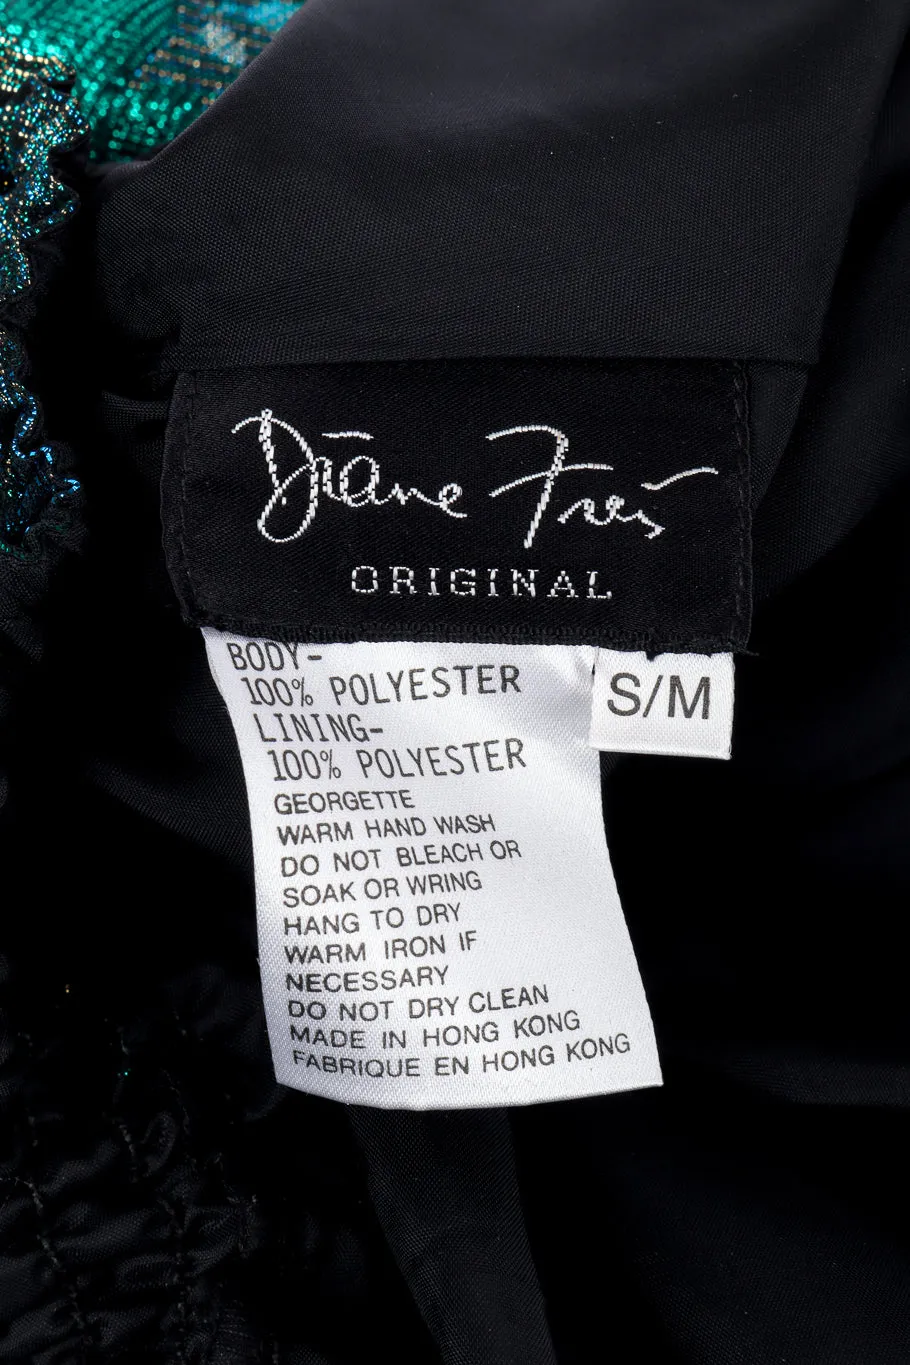 Diane Freis
ORIGINAL
S/M
BODY-
100% POLYESTER
LINING-
100% POLYESTER
GEORGETTE
WARM HAND WASH
DO NOT BLEACH OR
SOAK OR WRING
HANG TO DRY
WARM IRON IF
NECESSARY
DO NOT DRY CLEAN
MADE IN HONG KONG
FABRIQUE EN HONG KONG